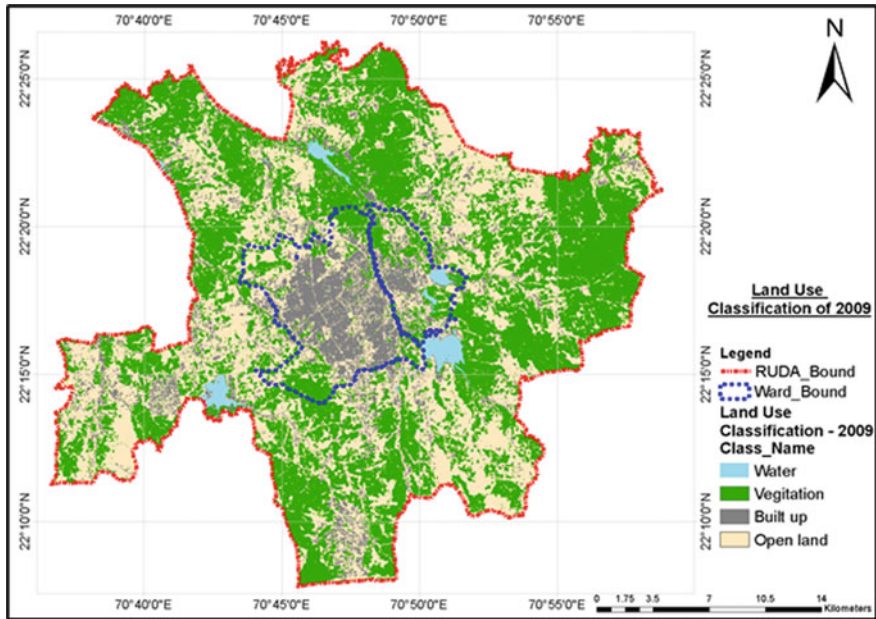 70°40'0"E 70°45'0"E 70°50'0"E 70°55'0"E
N
22°25'0"N 22°25'0"N
22°20'0"N 22°20'0"N
22°15'0"N 22°15'0"N
22°10'0"N 22°10'0"N
Land Use
Classification of 2009
Legend
RUDA_Bound
Ward_Bound
Land Use
Classification - 2009
Class_Name
Water
Vegitation
Built up
Open land
70°40'0"E 70°45'0"E 70°50'0"E 70°55'0"E
0 1.75 3.5 7 10.5 14
Kilometers